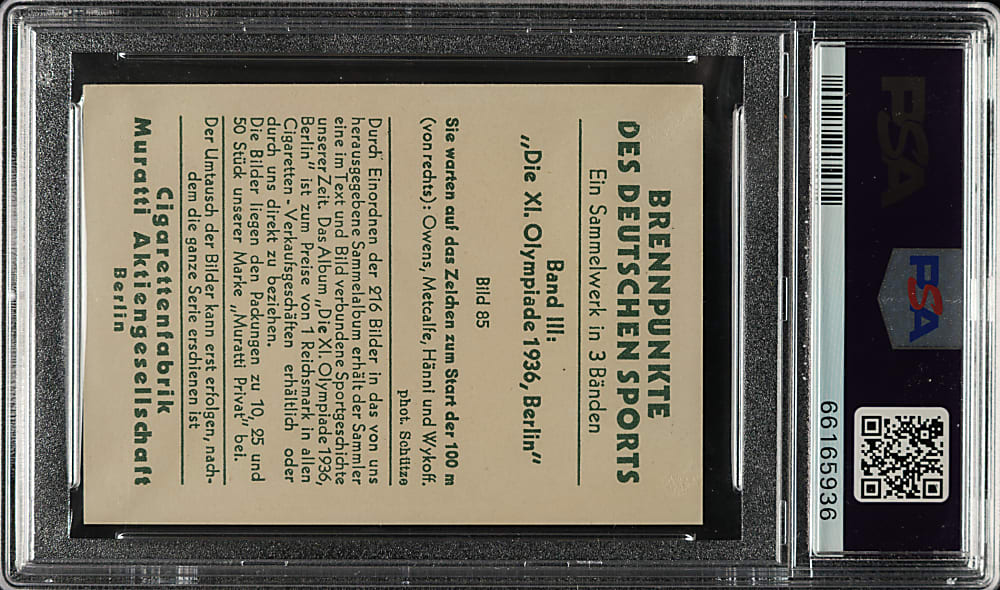 BRENNPUNKTE
DES DEUTSCHEN SPORTS
Ein Sammelwerk in 3 Bänden
Band III:
„Die XI. Olympiade 1936, Berlin“
Bild 85
Sie warten auf das Zeichen zum Start der 100 m
(von rechts): Owens, Metcalfe, Hänni und Wykoff.
phot. Schütze
Durch Einordnen der 216 Bilder in das von uns
herausgegebene Sammelalbum erhält der Sammler
eine im Text und Bild verbundene Sportgeschichte
unserer Zeit. Das Album „Die XI. Olympiade 1936,
Berlin“ ist zum Preise von 1 Reichsmark in allen
Cigaretten-Verkaufsgeschäften erhältlich oder
durch uns direkt zu beziehen.
Die Bilder liegen den Packungen zu 10, 25 und
50 Stück unserer Marke „Muratti Privat“ bei.
Der Umtausch der Bilder kann erst erfolgen, nach-
dem die ganze Serie erschienen ist
Cigarettenfabrik
Muratti Aktiengesellschaft
Berlin
PSA
PSA
66165936